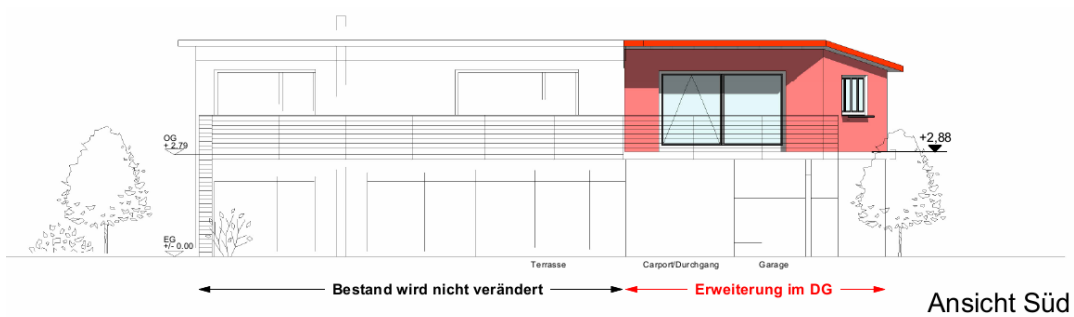 OG
+ 2.79
+2,88
EG
+/- 0.00
Terrasse
Carport/Durchgang
Garage
Bestand wird nicht verändert
Erweiterung im DG
Ansicht Süd